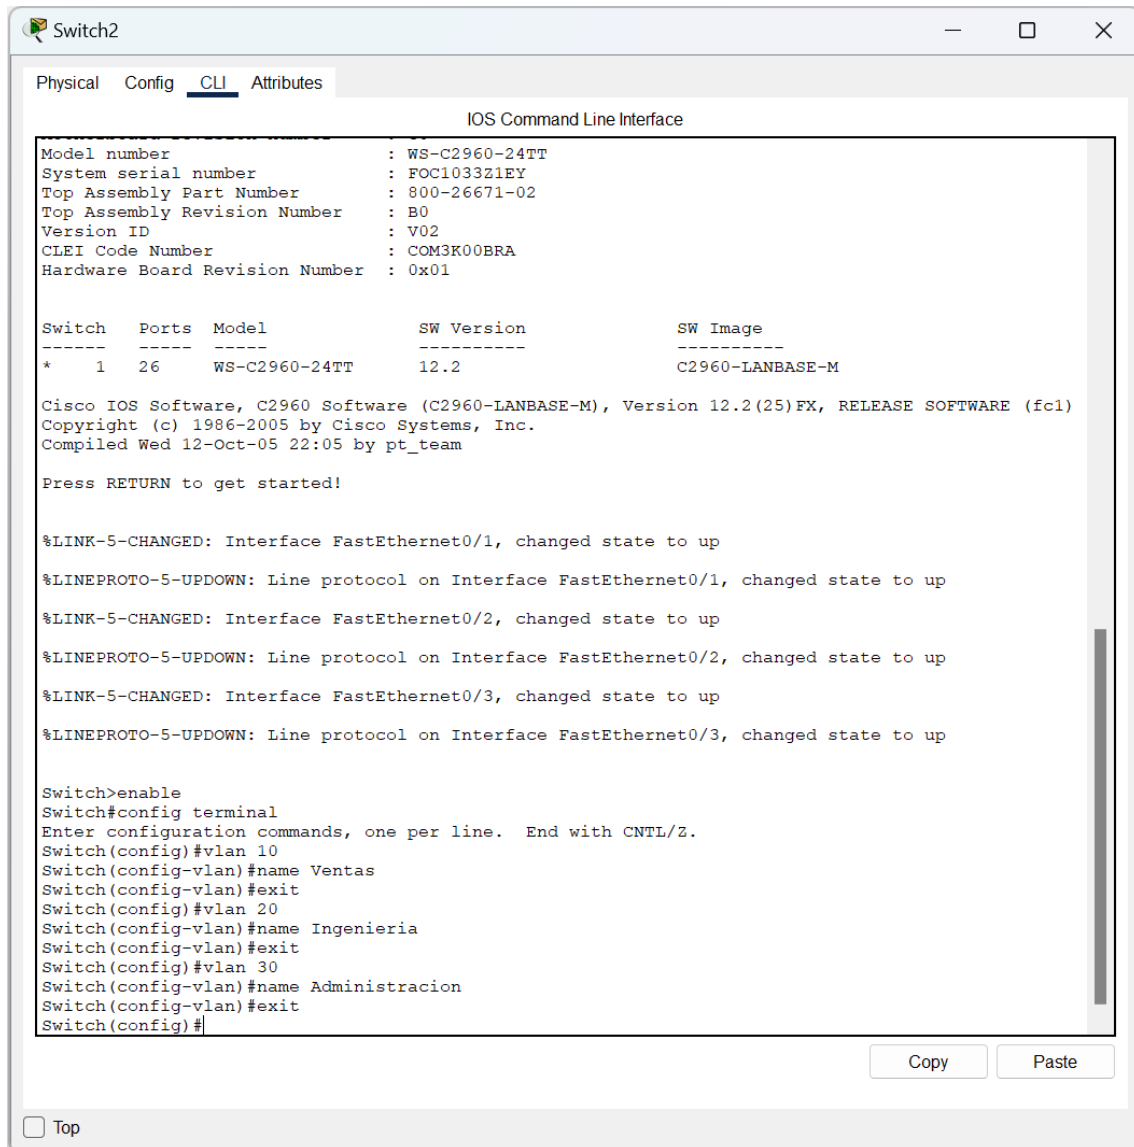 Switch2
Physical Config CLI Attributes
IOS Command Line Interface
Model number : WS-C2960-24TT
System serial number : FOC1033Z1EY
Top Assembly Part Number : 800-26671-02
Top Assembly Revision Number : B0
Version ID : V02
CLEI Code Number : COM3K00BRA
Hardware Board Revision Number : 0x01
Switch Ports Model SW Version SW Image
------ ----- ----- ---------- ----------
* 1 26 WS-C2960-24TT 12.2 C2960-LANBASE-M
Cisco IOS Software, C2960 Software (C2960-LANBASE-M), Version 12.2(25)FX, RELEASE SOFTWARE (fc1)
Copyright (c) 1986-2005 by Cisco Systems, Inc.
Compiled Wed 12-Oct-05 22:05 by pt_team
Press RETURN to get started!
%LINK-5-CHANGED: Interface FastEthernet0/1, changed state to up
%LINEPROTO-5-UPDOWN: Line protocol on Interface FastEthernet0/1, changed state to up
%LINK-5-CHANGED: Interface FastEthernet0/2, changed state to up
%LINEPROTO-5-UPDOWN: Line protocol on Interface FastEthernet0/2, changed state to up
%LINK-5-CHANGED: Interface FastEthernet0/3, changed state to up
%LINEPROTO-5-UPDOWN: Line protocol on Interface FastEthernet0/3, changed state to up
Switch>enable
Switch#config terminal
Enter configuration commands, one per line. End with CNTL/Z.
Switch(config)#vlan 10
Switch(config-vlan)#name Ventas
Switch(config-vlan)#exit
Switch(config)#vlan 20
Switch(config-vlan)#name Ingenieria
Switch(config-vlan)#exit
Switch(config)#vlan 30
Switch(config-vlan)#name Administracion
Switch(config-vlan)#exit
Switch(config)#
Copy Paste
Top